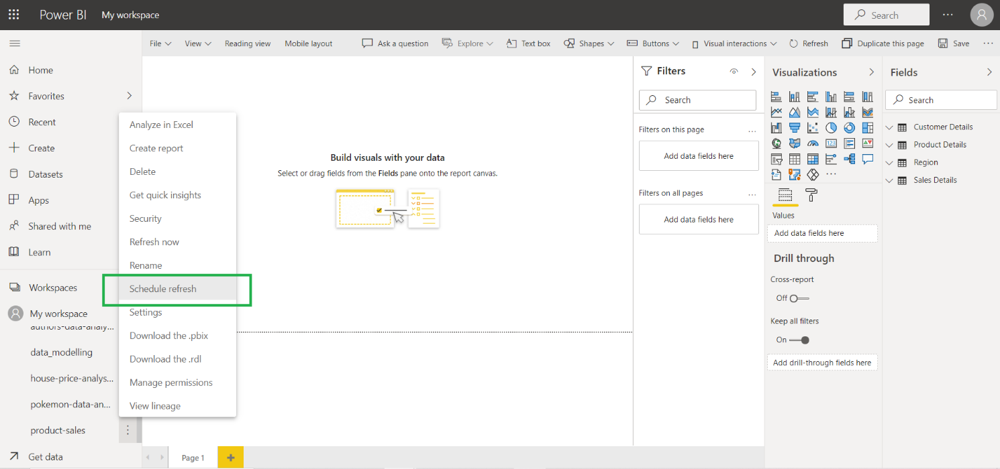 Power BI My workspace
Search
File View Reading view Mobile layout Ask a question Explore Text box Shapes Buttons Visual interactions Refresh Duplicate this page Save
Home
Favorites
Recent
Create
Datasets
Apps
Shared with me
Learn
Workspaces
My workspace
authors-data-analy...
data_modelling
house-price-analys...
pokemon-data-an...
product-sales
Get data
Analyze in Excel
Create report
Delete
Get quick insights
Security
Refresh now
Rename
Schedule refresh
Settings
Download the .pbix
Download the .rdl
Manage permissions
View lineage
Build visuals with your data
Select or drag fields from the Fields pane onto the report canvas.
Page 1
Filters
Search
Filters on this page
Add data fields here
Filters on all pages
Add data fields here
Visualizations
123
Values
Add data fields here
Drill through
Cross-report
Off
Keep all filters
On
Add drill-through fields here
Fields
Search
Customer Details
Product Details
Region
Sales Details